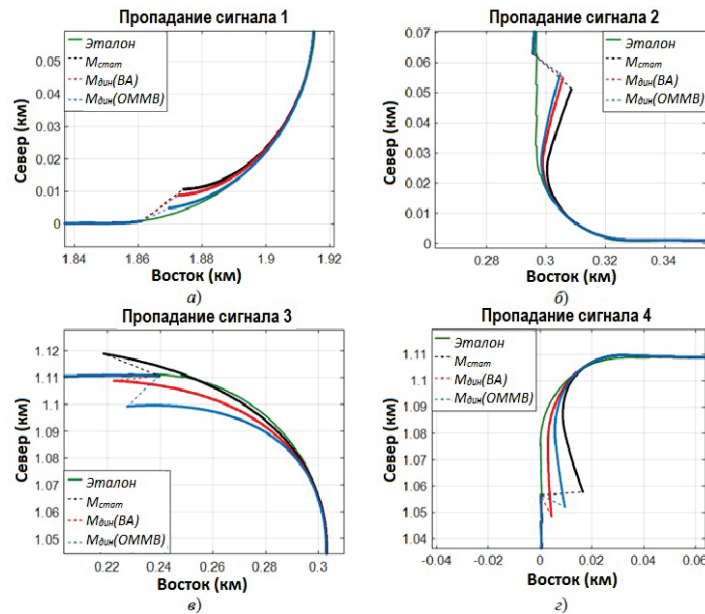 Пропадание сигнала 1
Эталон
Мстат
Мдин(ВА)
Мдин(ОММВ)
Север (км)
0.05
0.04
0.03
0.02
0.01
0
1.84
1.86
1.88
1.9
1.92
Восток (км)
а)
Пропадание сигнала 2
Эталон
Мстат
Мдин(ВА)
Мдин(ОММВ)
Север (км)
0.07
0.06
0.05
0.04
0.03
0.02
0.01
0
0.28
0.3
0.32
0.34
Восток (км)
б)
Пропадание сигнала 3
Эталон
Мстат
Мдин(ВА)
Мдин(ОММВ)
Север (км)
1.12
1.11
1.1
1.09
1.08
1.07
1.06
1.05
0.22
0.24
0.26
0.28
0.3
Восток (км)
в)
Пропадание сигнала 4
Эталон
Мстат
Мдин(ВА)
Мдин(ОММВ)
Север (км)
1.11
1.1
1.09
1.08
1.07
1.06
1.05
1.04
-0.04
-0.02
0
0.02
0.04
0.06
Восток (км)
г)